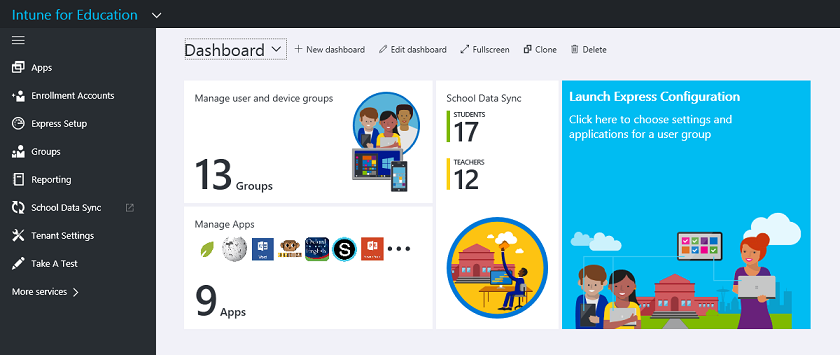 Intune for Education
Dashboard
New dashboard
Edit dashboard
Fullscreen
Clone
Delete
Apps
Enrollment Accounts
Express Setup
Groups
Reporting
School Data Sync
Tenant Settings
Take A Test
More services
Manage user and device groups
13 Groups
Manage Apps
9 Apps
School Data Sync
STUDENTS
17
TEACHERS
12
Launch Express Configuration
Click here to choose settings and
applications for a user group